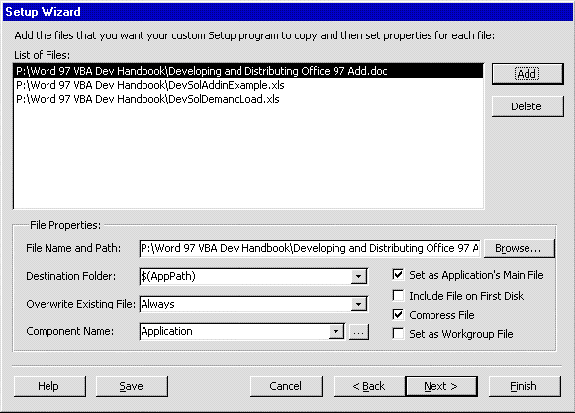 Setup Wizard
Add the files that you want your custom Setup program to copy and then set properties for each file:
List of Files:
P:\Word 97 VBA Dev Handbook\Developing and Distributing Office 97 Add.doc
P:\Word 97 VBA Dev Handbook\DevSolAddinExample.xls
P:\Word 97 VBA Dev Handbook\DevSolDemancLoad.xls
Add
Delete
File Properties:
File Name and Path: P:\Word 97 VBA Dev Handbook\Developing and Distributing Office 97 A Browse...
Destination Folder: $(AppPath) Set as Application's Main File
Overwrite Existing File: Always Include File on First Disk
Compress File
Component Name: Application ... Set as Workgroup File
Help Save Cancel < Back Next > Finish